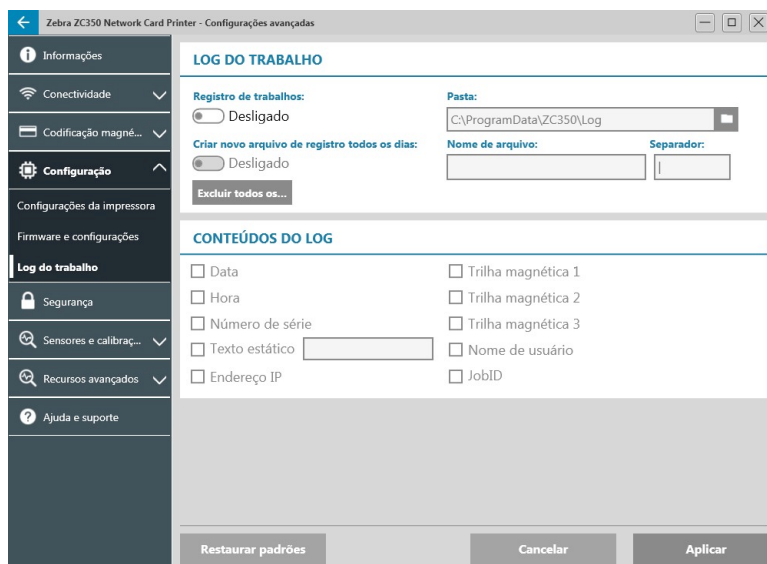 Zebra ZC350 Network Card Printer - Configurações avançadas
Informações
Conectividade
Codificação magné...
Configuração
Configurações da impressora
Firmware e configurações
Log do trabalho
Segurança
Sensores e calibraç...
Recursos avançados
Ajuda e suporte
LOG DO TRABALHO
Registro de trabalhos:
Desligado
Criar novo arquivo de registro todos os dias:
Desligado
Excluir todos os...
Pasta:
C:\ProgramData\ZC350\Log
Nome de arquivo:
Separador:
|
CONTEÚDOS DO LOG
Data
Hora
Número de série
Texto estático
Endereço IP
Trilha magnética 1
Trilha magnética 2
Trilha magnética 3
Nome de usuário
JobID
Restaurar padrões
Cancelar
Aplicar